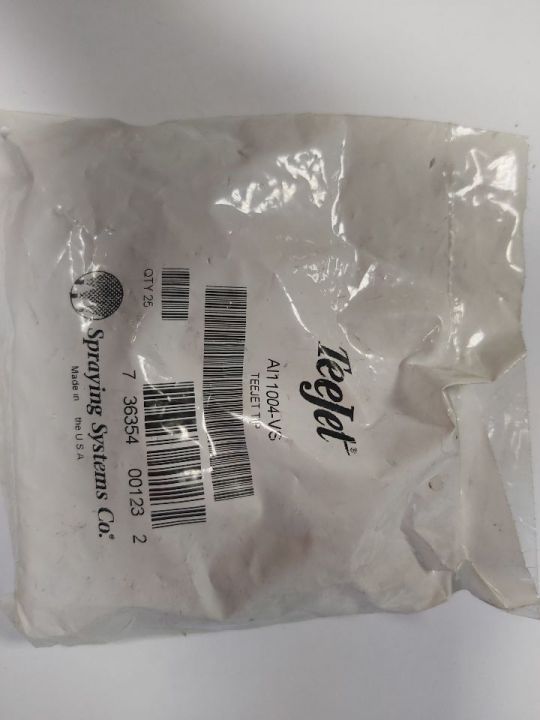 TeeJet®
AI11004-VS
TEEJET TIP
7 36354 00123 2
QTY 25
Spraying Systems Co.®
Made in the U S A